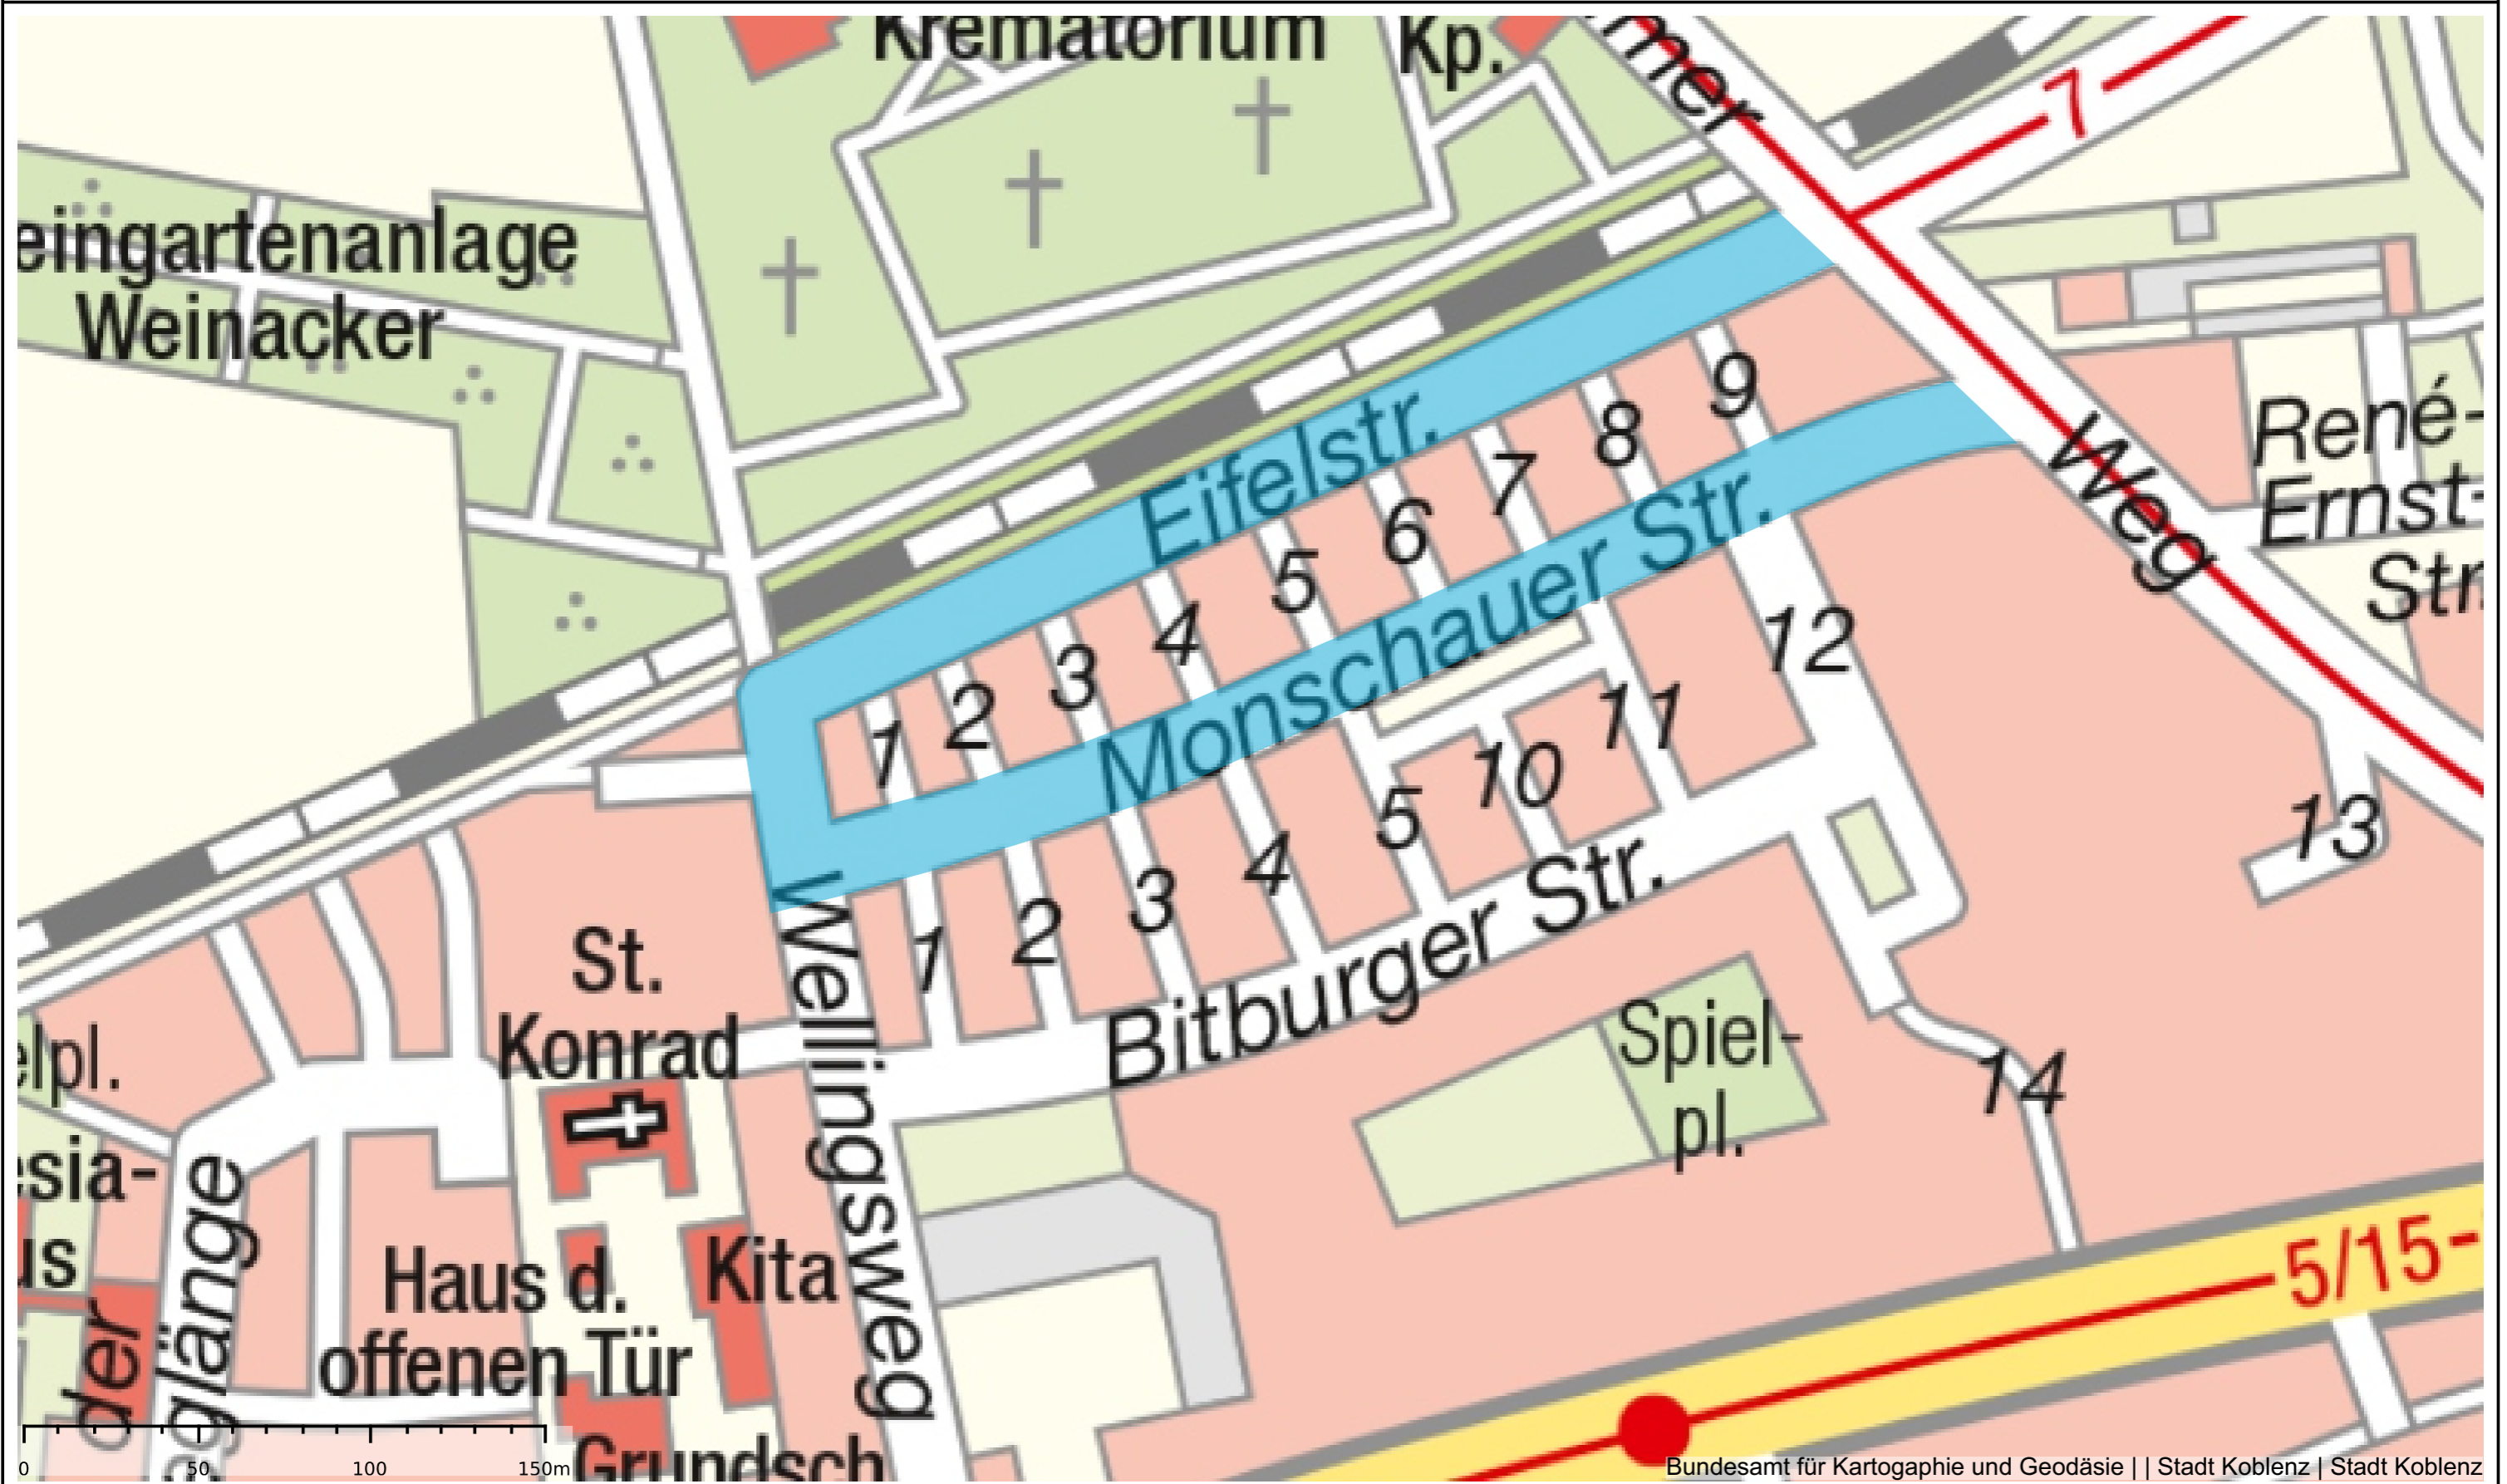 Krematorium
Kp.
7
eingartenanlage
Weinacker
Eifelstr.
9
8
7
6
5
4
3
2
1
Monschauer Str.
Weg
René-
Ernst-
Str.
12
11
10
5
4
3
2
1
13
14
St.
Konrad
Wellingsweg
Bitburger Str.
Spiel-
pl.
elpl.
esia-
us
der
eglänge
Haus d.
offenen Tür
Kita
Grundsch
5/15-
0 50 100 150m
Bundesamt für Kartogaphie und Geodäsie | | Stadt Koblenz | Stadt Koblenz